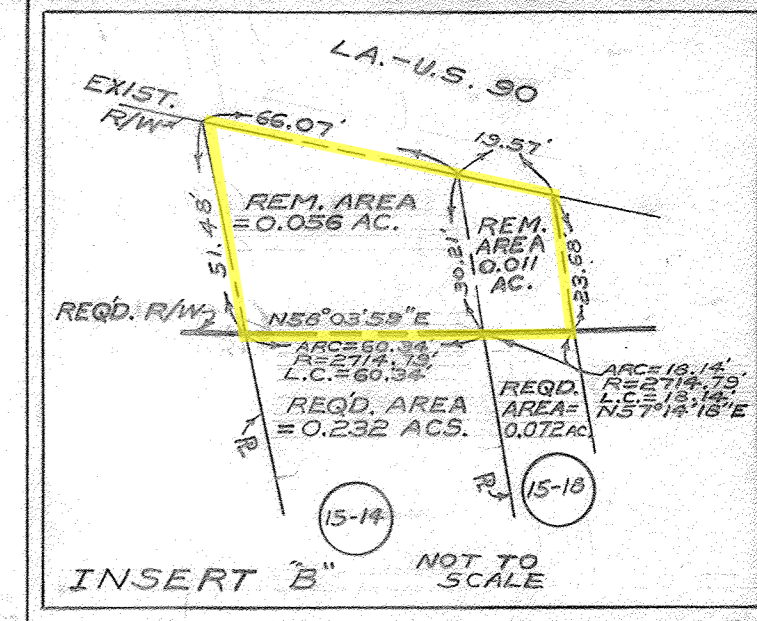 LA.-U.S. 90
EXIST.
R/W
66.07'
19.57'
REM. AREA
= 0.056 AC.
REM.
AREA
0.011
AC.
51.48'
30.21'
23.68
REQ'D. R/W
N56°03'59"E
ARC=60.34'
R=2714.79'
L.C.=60.34'
ARC=18.14'
R=2714.79'
L.C.=18.14'
N57°14'18"E
REQ'D. AREA
= 0.232 ACS.
REQD.
AREA=
0.072 AC.
15-14
15-18
INSERT "B"
NOT TO
SCALE